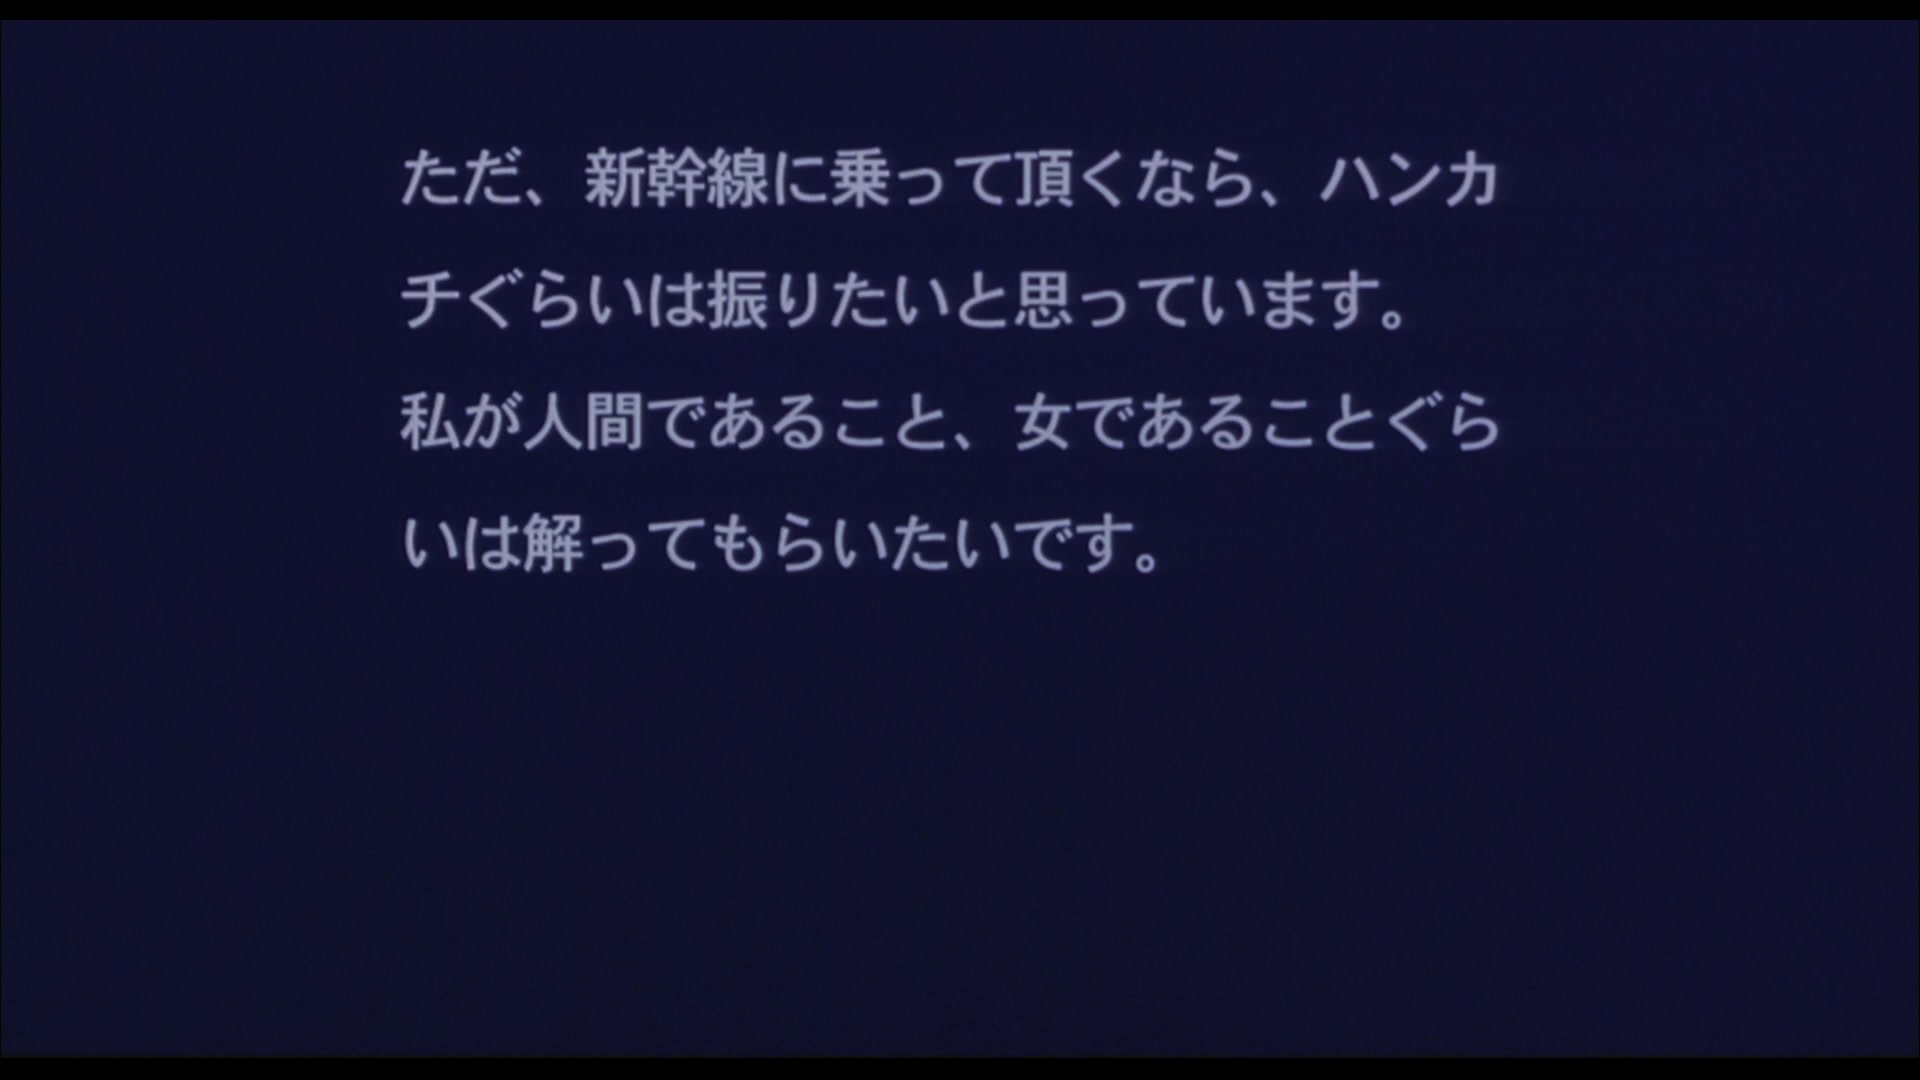 ただ、新幹線に乗って頂くなら、ハンカ
チぐらいは振りたいと思っています。
私が人間であること、女であることぐら
いは解ってもらいたいです。